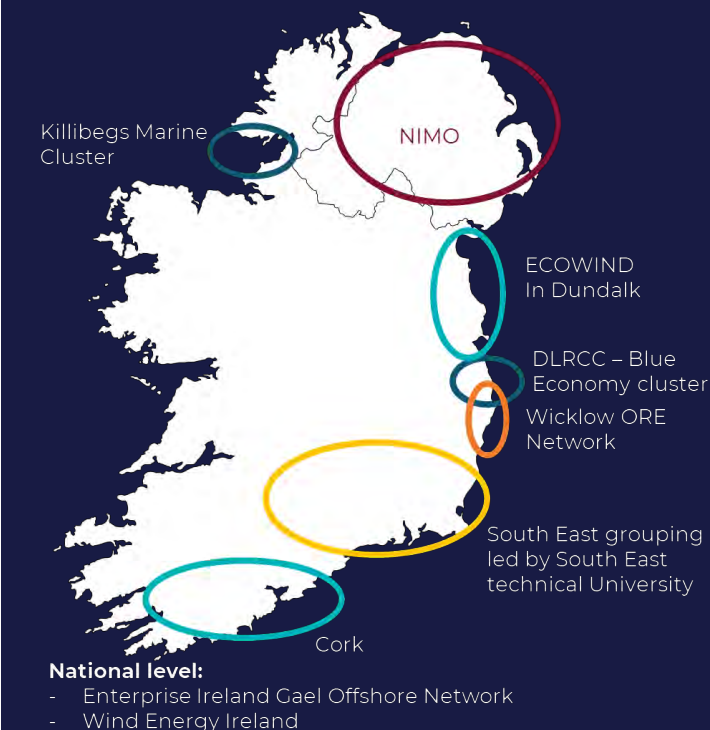 Killibegs Marine
Cluster
NIMO
ECOWIND
In Dundalk
DLRCC – Blue
Economy cluster
Wicklow ORE
Network
South East grouping
led by South East
technical University
Cork
National level:
- Enterprise Ireland Gael Offshore Network
- Wind Energy Ireland